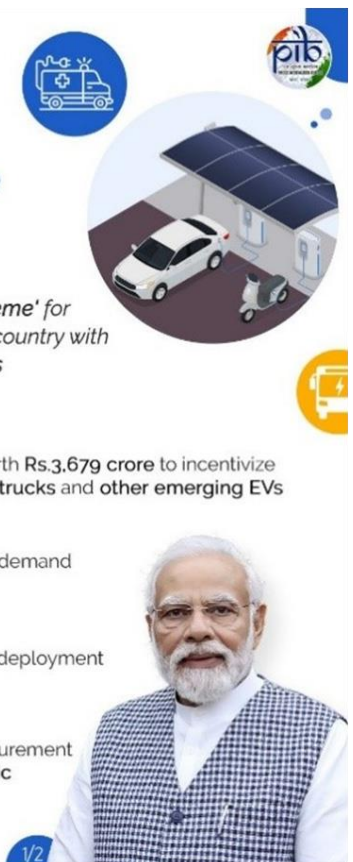 pib
eme' for
country with
s
rth Rs.3,679 crore to incentivize
trucks and other emerging EVs
demand
deployment
urement
c
1/2